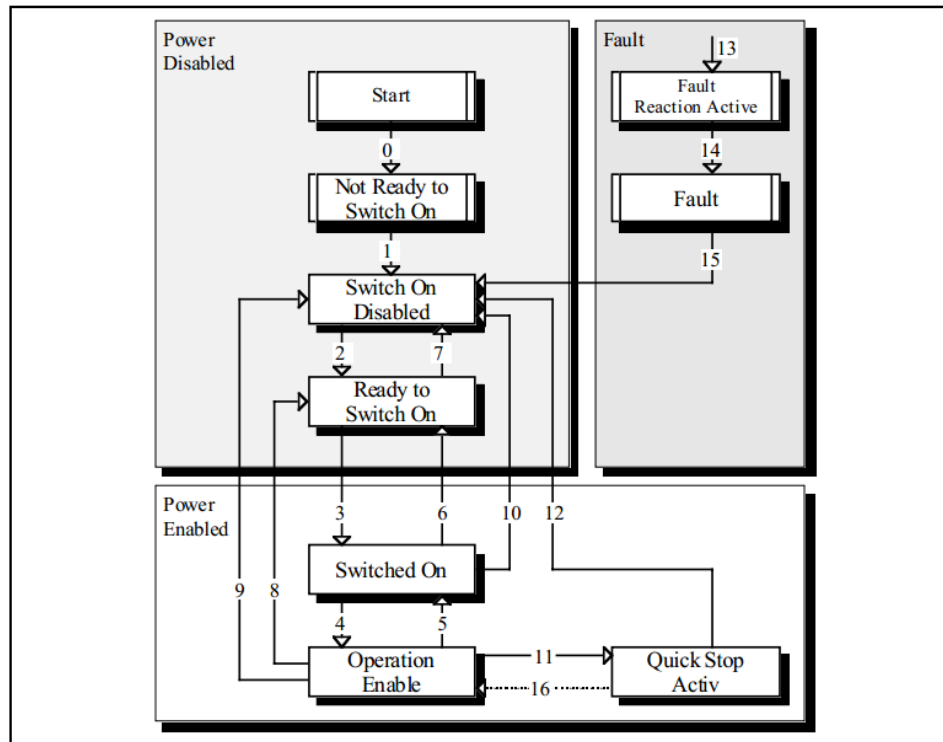 Power
Disabled
Fault
13
Start
Fault
Reaction Active
0
14
Not Ready to
Switch On
Fault
1
15
Switch On
Disabled
2
7
Ready to
Switch On
Power
Enabled
3
6
10
12
Switched On
9
8
4
5
Operation
Enable
11
16
Quick Stop
Activ